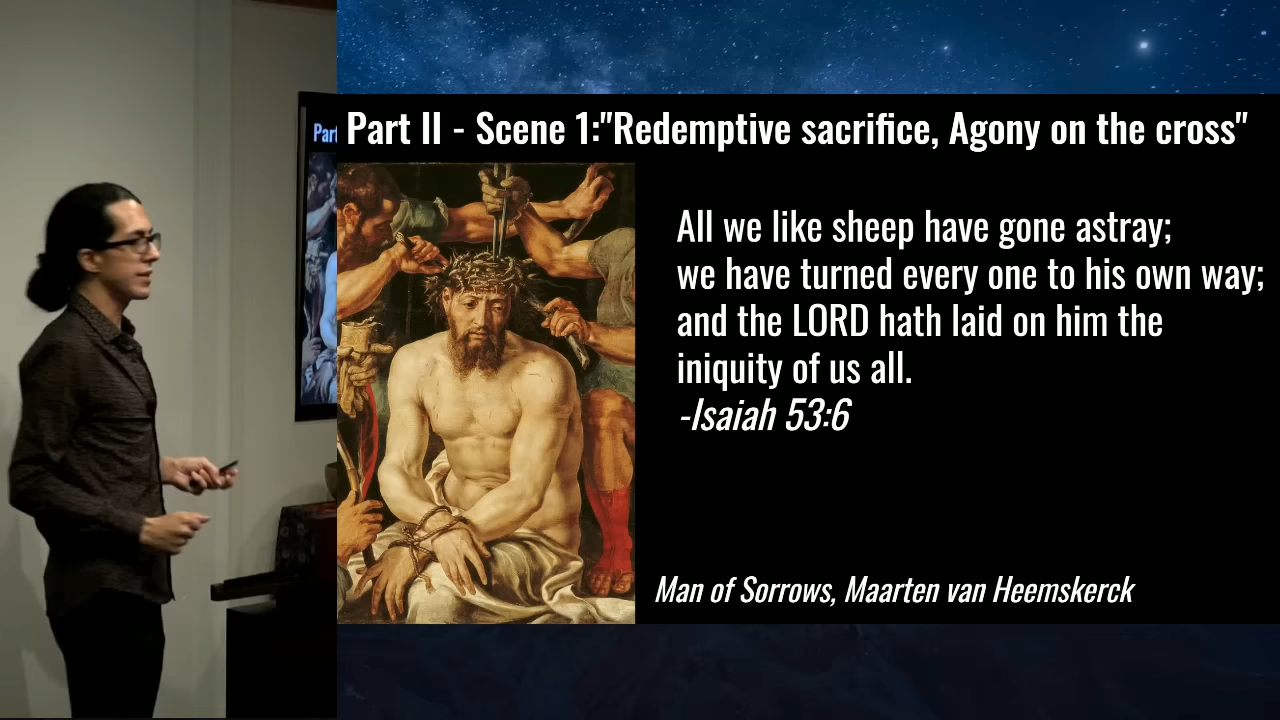 Part
Part II - Scene 1:"Redemptive sacrifice, Agony on the cross"
All we like sheep have gone astray;
we have turned every one to his own way;
and the LORD hath laid on him the
iniquity of us all.
-Isaiah 53:6
Man of Sorrows, Maarten van Heemskerck